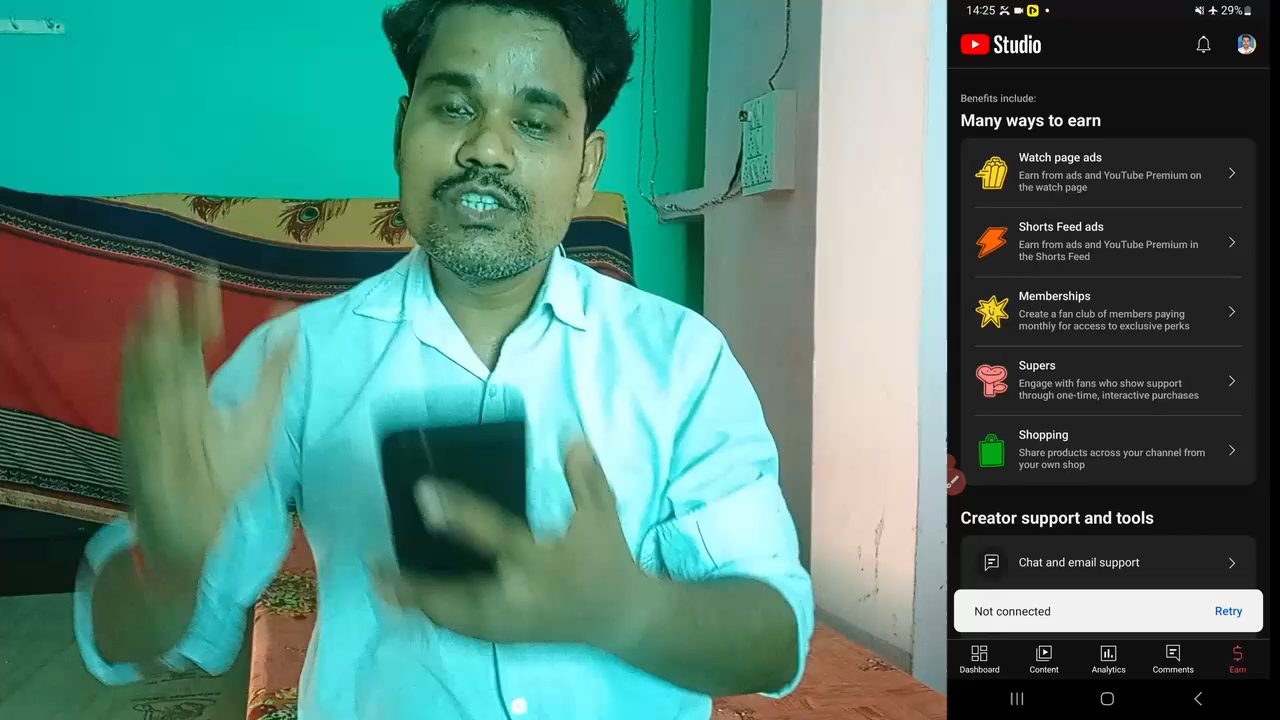 14:25
29%
Studio
Benefits include:
Many ways to earn
Watch page ads
Earn from ads and YouTube Premium on
the watch page
Shorts Feed ads
Earn from ads and YouTube Premium in
the Shorts Feed
Memberships
Create a fan club of members paying
monthly for access to exclusive perks
Supers
Engage with fans who show support
through one-time, interactive purchases
Shopping
Share products across your channel from
your own shop
Creator support and tools
Chat and email support
Not connected
Retry
Dashboard
Content
Analytics
Comments
Earn